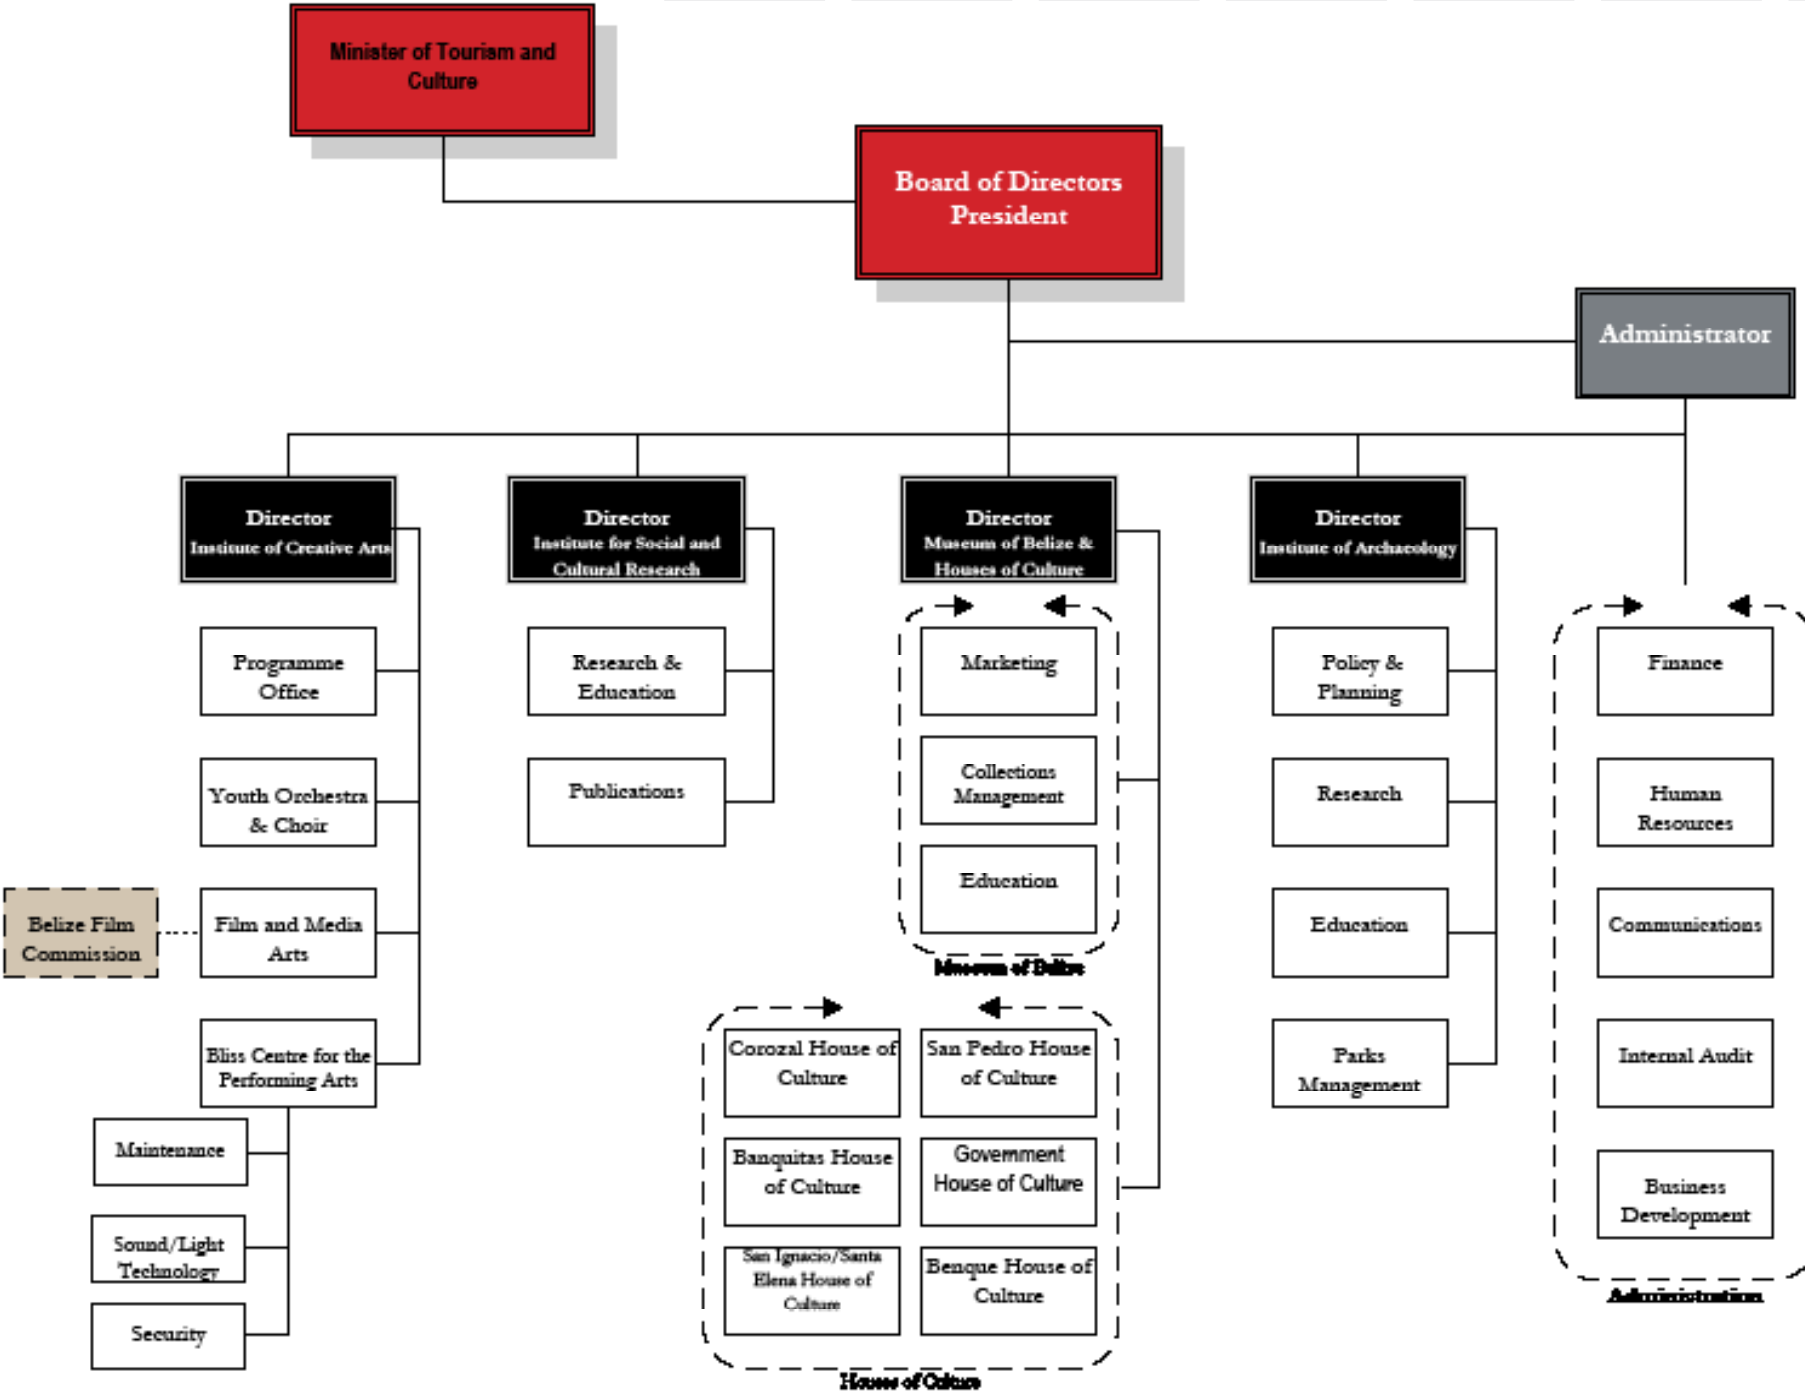 Minister of Tourism and
Culture
Board of Directors
President
Administrator
Director
Institute of Creative Arts
Director
Institute for Social and
Cultural Research
Director
Museum of Belize &
Houses of Culture
Director
Institute of Archaeology
Programme
Office
Youth Orchestra
& Choir
Belize Film
Commission
Film and Media
Arts
Bliss Centre for the
Performing Arts
Maintenance
Sound/Light
Technology
Security
Research &
Education
Publications
Marketing
Collections
Management
Education
Museum of Belize
Corozal House of
Culture
San Pedro House
of Culture
Banquitas House
of Culture
Government
House of Culture
San Ignacio/Santa
Elena House of
Culture
Benque House of
Culture
Houses of Culture
Policy &
Planning
Research
Education
Parks
Management
Finance
Human
Resources
Communications
Internal Audit
Business
Development
Administration